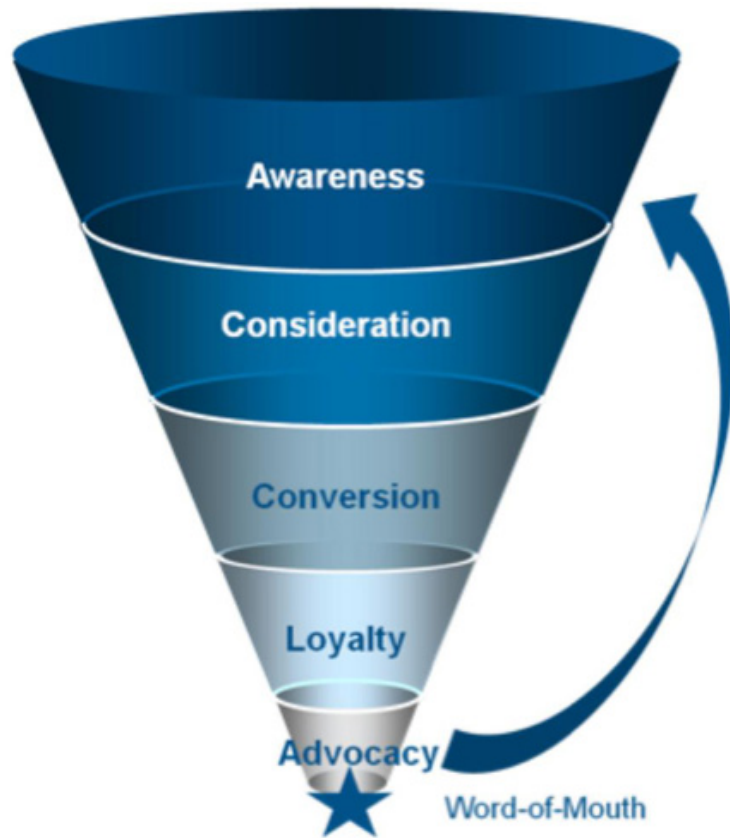 Awareness
Consideration
Conversion
Loyalty
Advocacy
Word-of-Mouth